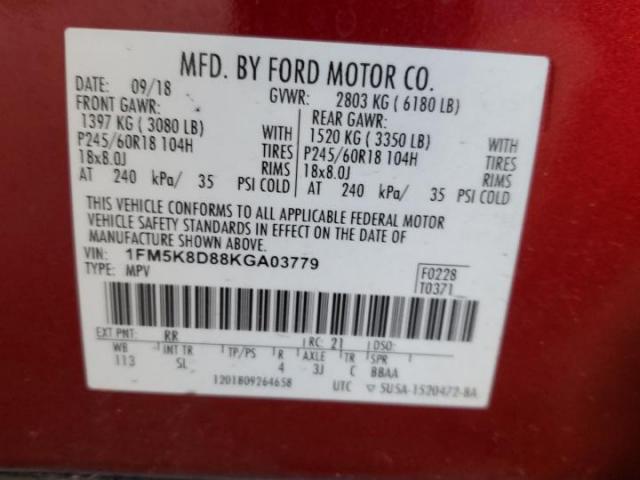 MFD. BY FORD MOTOR CO.
DATE: 09/18 GVWR: 2803 KG ( 6180 LB)
FRONT GAWR: REAR GAWR:
1397 KG ( 3080 LB) WITH 1520 KG ( 3350 LB) WITH
P245/60R18 104H TIRES P245/60R18 104H TIRES
18x8.0J RIMS 18x8.0J RIMS
AT 240 kPa/ 35 PSI COLD AT 240 kPa/ 35 PSI COLD
THIS VEHICLE CONFORMS TO ALL APPLICABLE FEDERAL MOTOR
VEHICLE SAFETY STANDARDS IN EFFECT ON THE DATE OF
MANUFACTURE SHOWN ABOVE.
VIN: 1FM5K8D88KGA03779 F0228
TYPE: MPV T0371
EXT PNT: RR RC: 21 DSO:
WB INT TR TP/PS R AXLE TR SPR
113 SL 4 3J C BBAA
1201809264658 UTC ▽ SUSA-1520472-BA